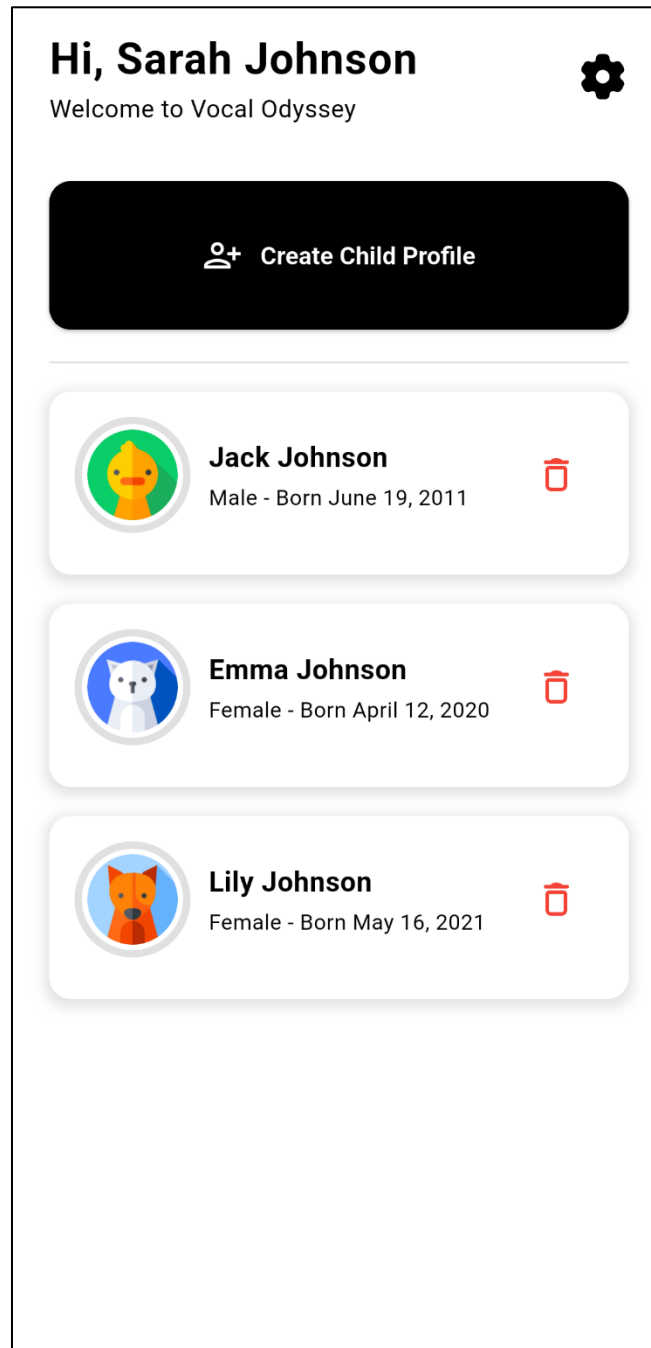 Hi, Sarah Johnson
Welcome to Vocal Odyssey
Create Child Profile
Jack Johnson
Male - Born June 19, 2011
Emma Johnson
Female - Born April 12, 2020
Lily Johnson
Female - Born May 16, 2021